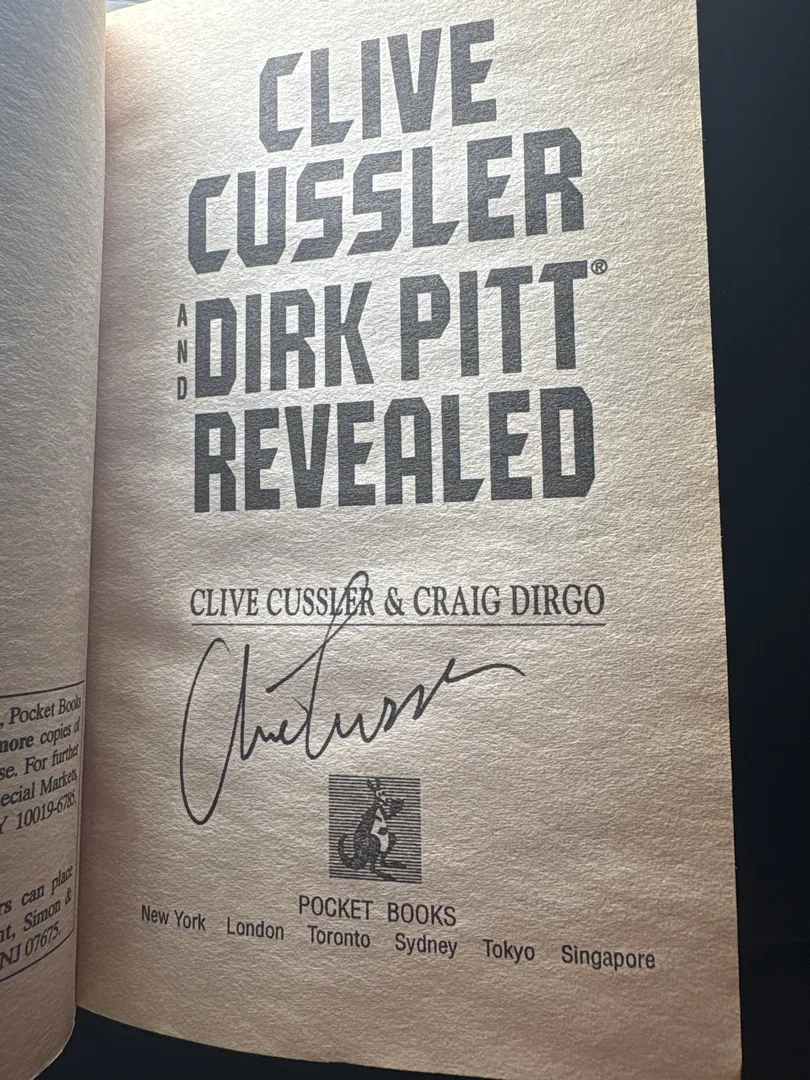 CLIVE
CUSSLER
AND
DIRK PITT®
REVEALED
CLIVE CUSSLER & CRAIG DIRGO
Clive Cussler
POCKET BOOKS
New York London Toronto Sydney Tokyo Singapore
, Pocket Books
more copies of
se. For further
ecial Markets,
Y 10019-6785.
rs can place
nt, Simon &
NJ 07675.